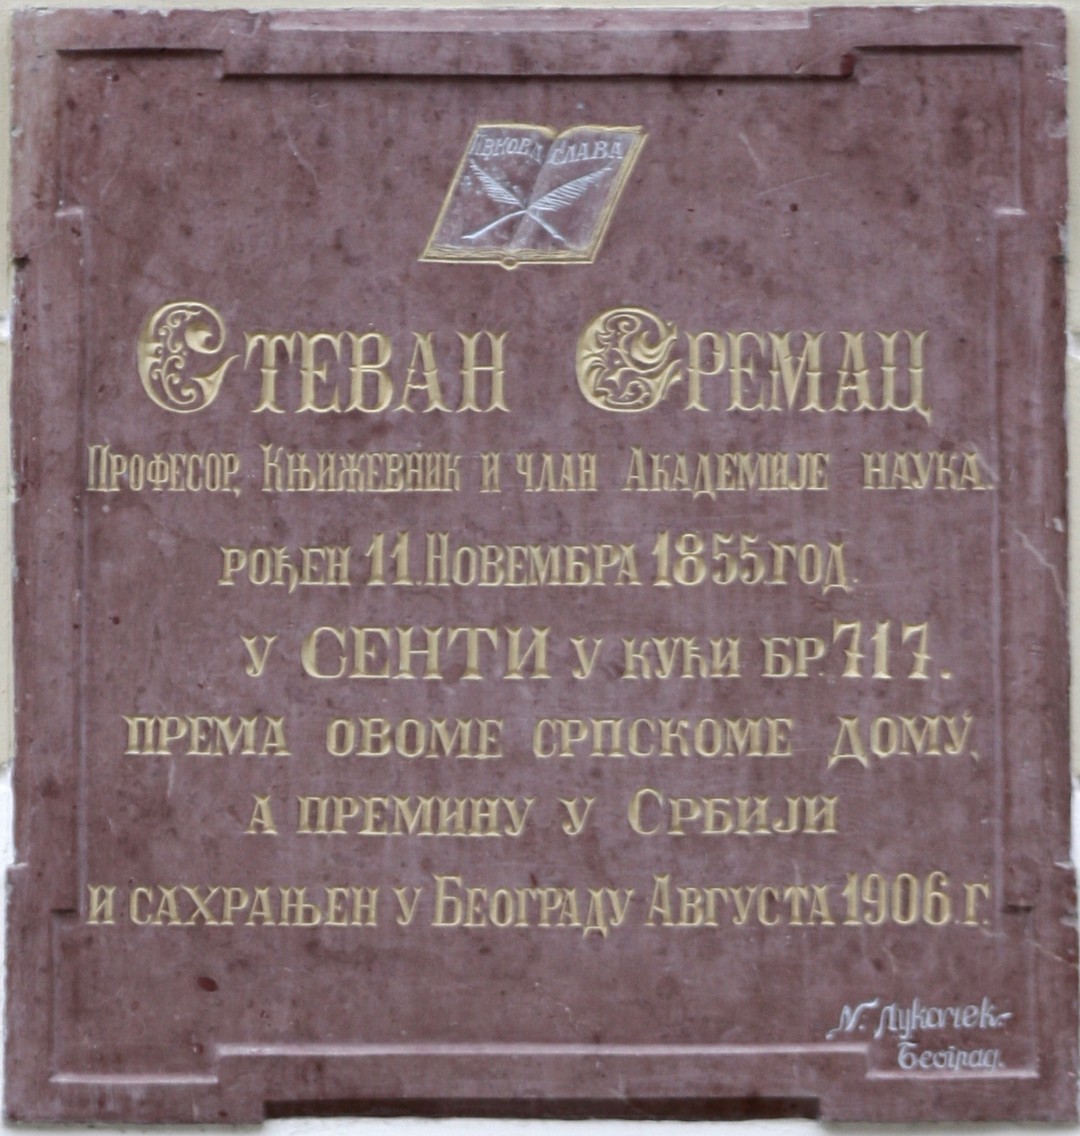 ИВКОВА СЛАВА
СТЕВАН СРЕМАЦ
ПРОФЕСОР, КЊИЖЕВНИК И ЧЛАН АКАДЕМИЈЕ НАУКА.
РОЂЕН 11. НОВЕМБРА 1855. ГОД.
У СЕНТИ У КУЋИ БР. 717.
ПРЕМА ОВОМЕ СРПСКОМЕ ДОМУ,
А ПРЕМИНУ У СРБИЈИ
И САХРАЊЕН У БЕОГРАДУ АВГУСТА 1906 Г.
N. Лукачек-
Београд.